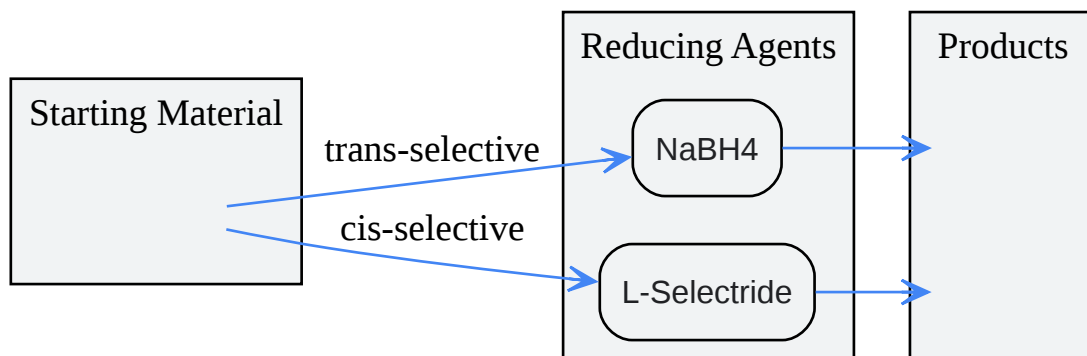 Reducing Agents
Products
Starting Material
trans-selective
NaBH4
cis-selective
L-Selectride